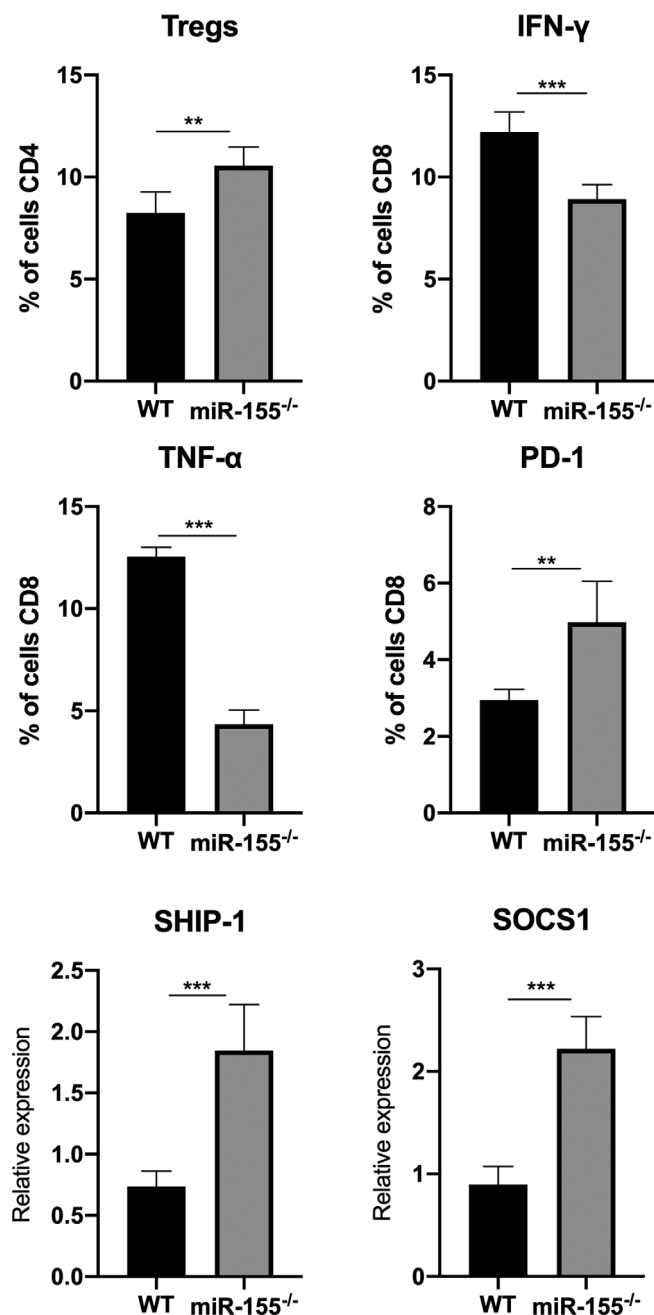 Tregs
% of cells CD4
15
10
5
0
**
WT
miR-155-/-
IFN-γ
% of cells CD8
15
10
5
0
***
WT
miR-155-/-
TNF-α
% of cells CD8
15
10
5
0
***
WT
miR-155-/-
PD-1
% of cells CD8
8
6
4
2
0
**
WT
miR-155-/-
SHIP-1
Relative expression
2.5
2.0
1.5
1.0
0.5
0.0
***
WT
miR-155-/-
SOCS1
Relative expression
3
2
1
0
***
WT
miR-155-/-